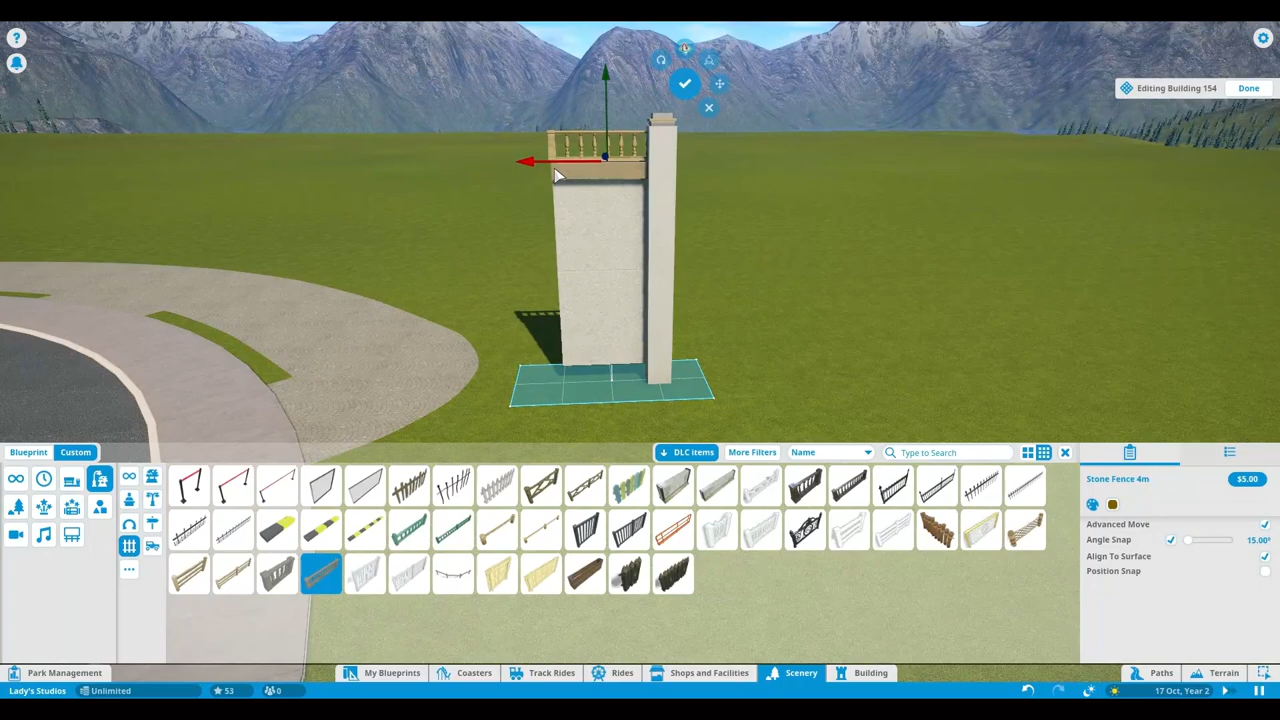 ?
Editing Building 154 Done
Blueprint Custom
DLC items More Filters Name Type to Search
Stone Fence 4m $5.00
Advanced Move
Angle Snap 15.00°
Align To Surface
Position Snap
Park Management My Blueprints Coasters Track Rides Rides Shops and Facilities Scenery Building Paths Terrain
Lady's Studios Unlimited 53 0 17 Oct, Year 2